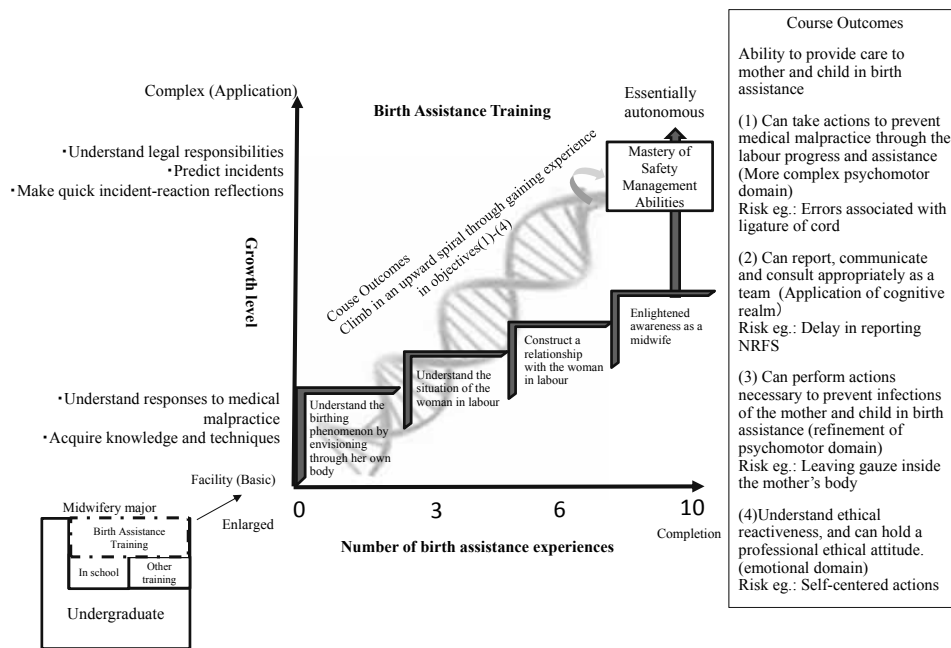 Complex (Application)
Birth Assistance Training
Essentially
autonomous
・Understand legal responsibilities
・Predict incidents
・Make quick incident-reaction reflections
Mastery of
Safety
Management
Abilities
Couse Outcomes
Climb in an upward spiral through gaining experience
in objectives(1)-(4)
Growth level
Enlightened awareness as a
midwife
Construct a
relationship with the woman
in labour
Understand the
situation of the
woman in labour
Understand the
birthing
phenomenon by
envisioning
through her own
body
・Understand responses to medical
malpractice
・Acquire knowledge and techniques
Facility (Basic)
0
3
6
10
Completion
Number of birth assistance experiences
Midwifery major
Enlarged
Birth Assistance
Training
In school
Other
training
Undergraduate
Course Outcomes
Ability to provide care to
mother and child in birth
assistance
(1) Can take actions to prevent
medical malpractice through the
labour progress and assistance
(More complex psychomotor
domain)
Risk eg.: Errors associated with
ligature of cord
(2) Can report, communicate
and consult appropriately as a
team (Application of cognitive
realm)
Risk eg.: Delay in reporting
NRFS
(3) Can perform actions
necessary to prevent infections
of the mother and child in birth
assistance (refinement of
psychomotor domain)
Risk eg.: Leaving gauze inside
the mother's body
(4)Understand ethical
reactiveness, and can hold a
professional ethical attitude.
(emotional domain)
Risk eg.: Self-centered actions